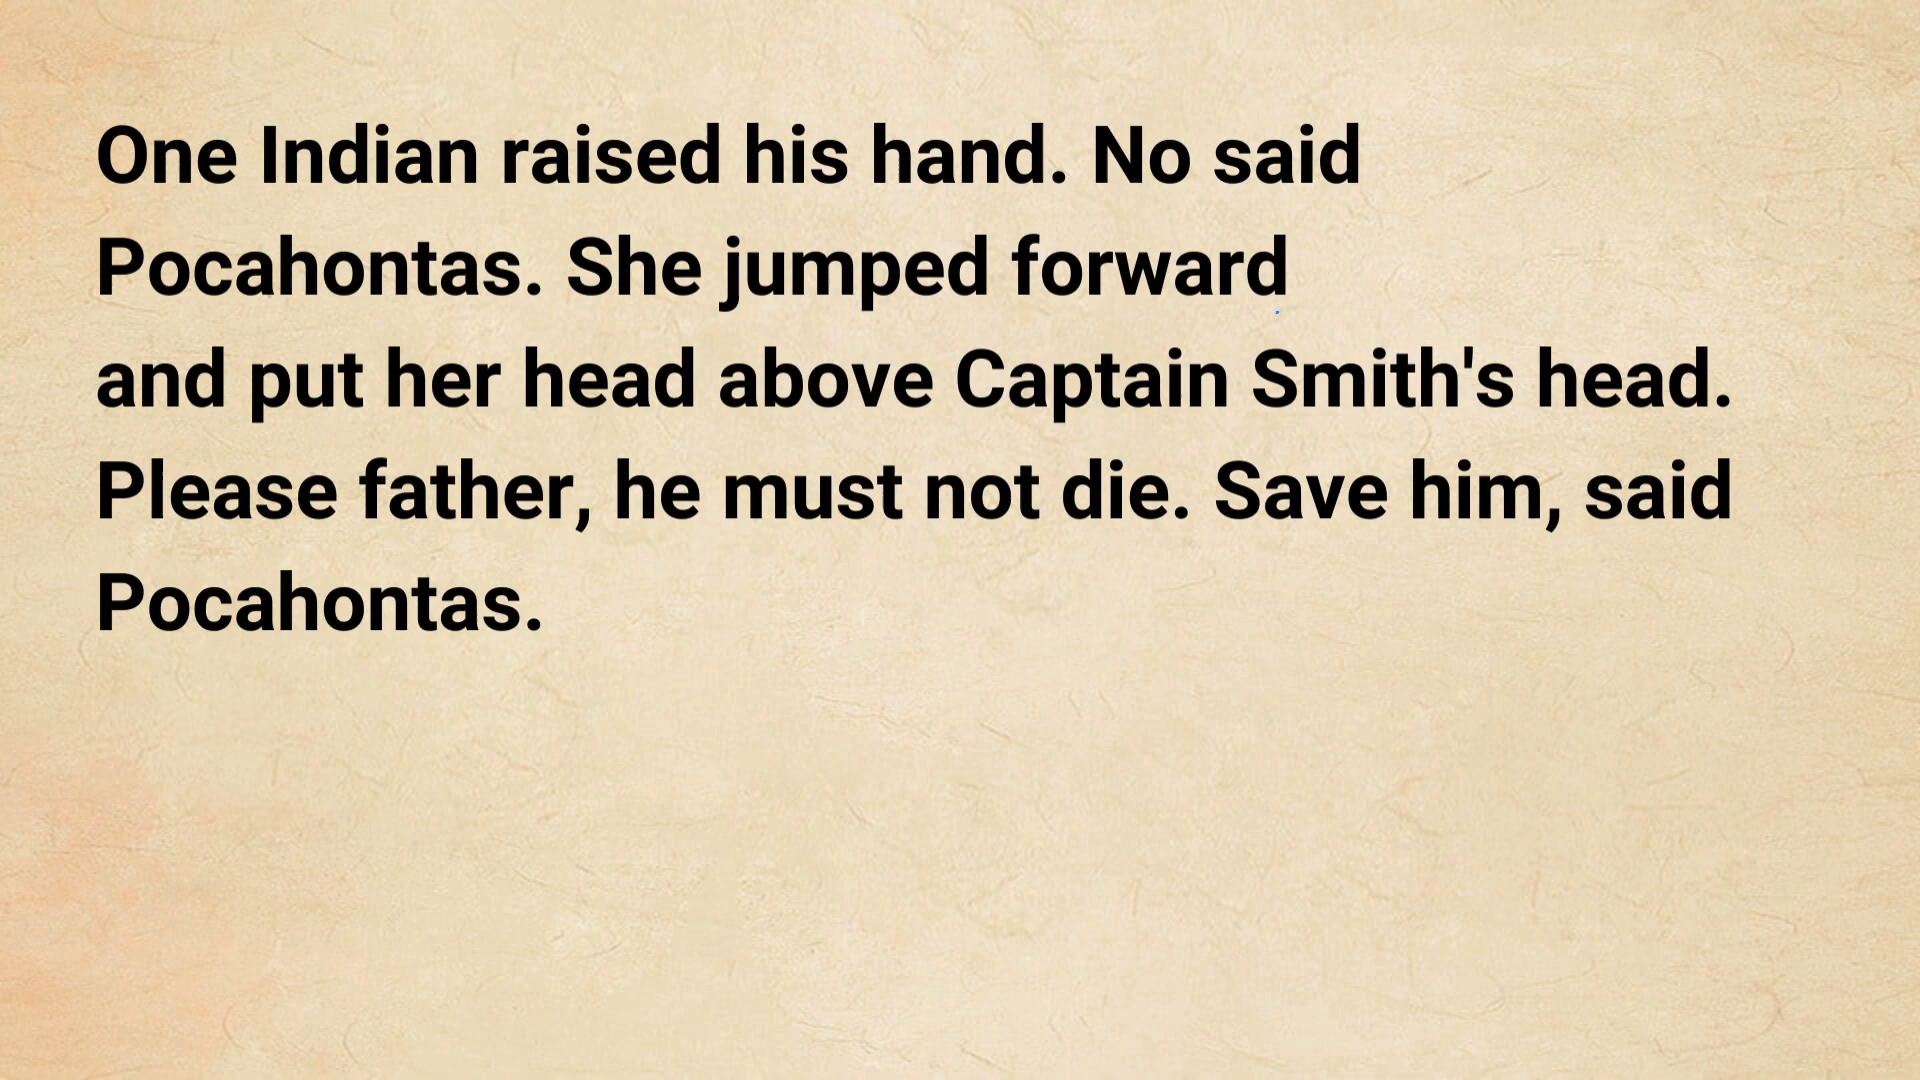 One Indian raised his hand. No said
Pocahontas. She jumped forward
and put her head above Captain Smith's head.
Please father, he must not die. Save him, said
Pocahontas.